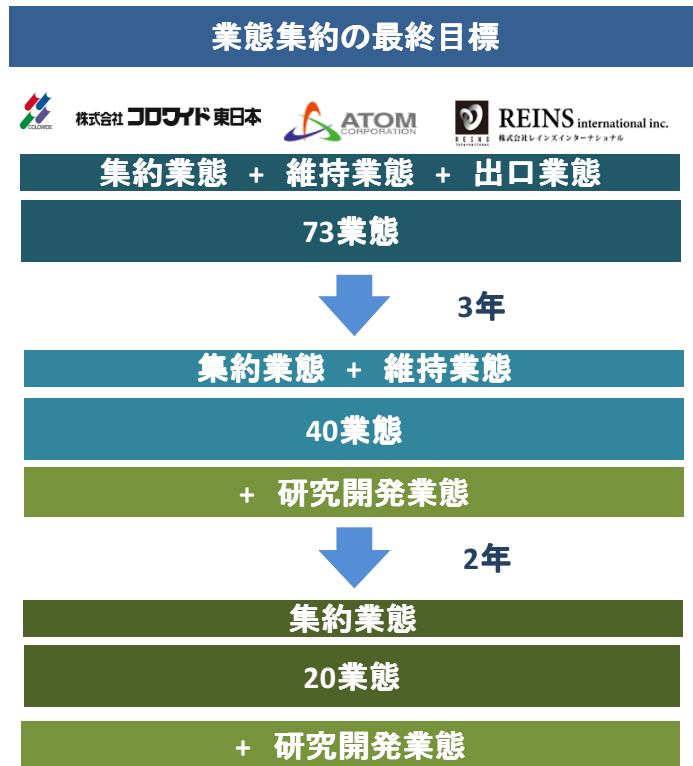 業態集約の最終目標
COLOWIDE
株式会社 コロワイド 東日本
ATOM
CORPORATION
REINS
International
REINS international inc.
株式会社レインズインターナショナル
集約業態 + 維持業態 + 出口業態
73業態
3年
集約業態 + 維持業態
40業態
+ 研究開発業態
2年
集約業態
20業態
+ 研究開発業態